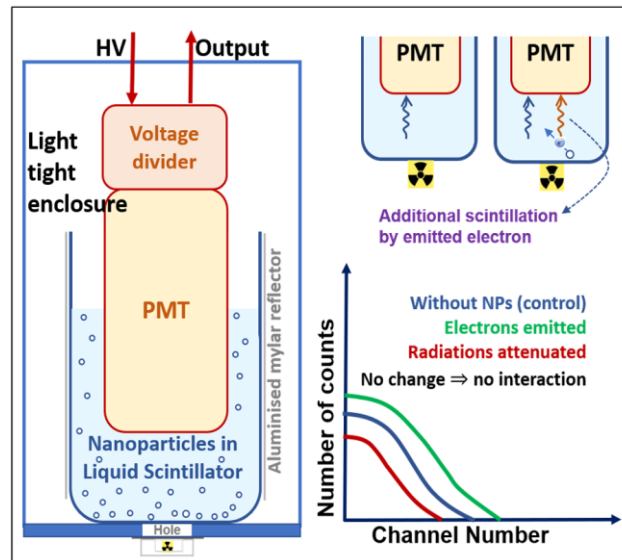 HV
Output
Voltage
divider
Light
tight
enclosure
PMT
Aluminised mylar reflector
Nanoparticles in
Liquid Scintillator
Hole
PMT
PMT
e
Additional scintillation
by emitted electron
Without NPs (control)
Electrons emitted
Radiations attenuated
No change ⇒ no interaction
Number of counts
Channel Number